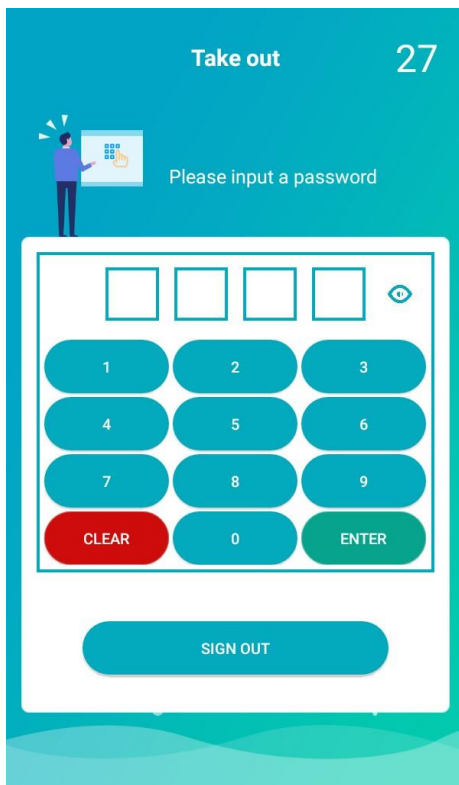 Take out 27
Please input a password
1 2 3
4 5 6
7 8 9
CLEAR 0 ENTER
SIGN OUT